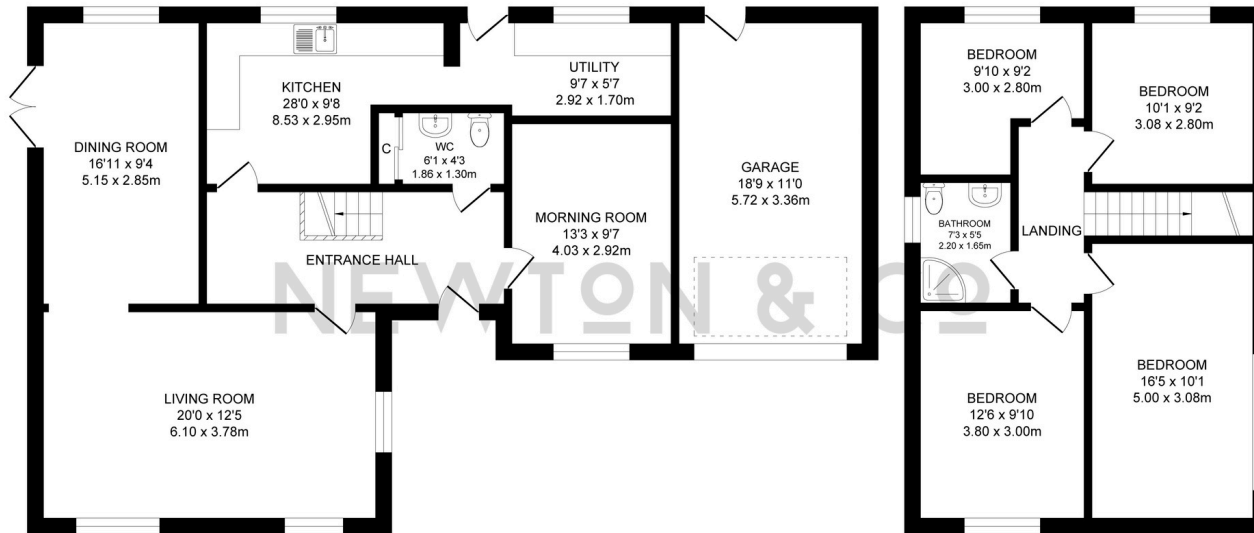 KITCHEN
28'0 x 9'8
8.53 x 2.95m
UTILITY
9'7 x 5'7
2.92 x 1.70m
DINING ROOM
16'11 x 9'4
5.15 x 2.85m
C
WC
6'1 x 4'3
1.86 x 1.30m
GARAGE
18'9 x 11'0
5.72 x 3.36m
MORNING ROOM
13'3 x 9'7
4.03 x 2.92m
ENTRANCE HALL
LIVING ROOM
20'0 x 12'5
6.10 x 3.78m
BEDROOM
9'10 x 9'2
3.00 x 2.80m
BEDROOM
10'1 x 9'2
3.08 x 2.80m
BATHROOM
7'3 x 5'5
2.20 x 1.65m
LANDING
BEDROOM
12'6 x 9'10
3.80 x 3.00m
BEDROOM
16'5 x 10'1
5.00 x 3.08m
NEWTON & CO